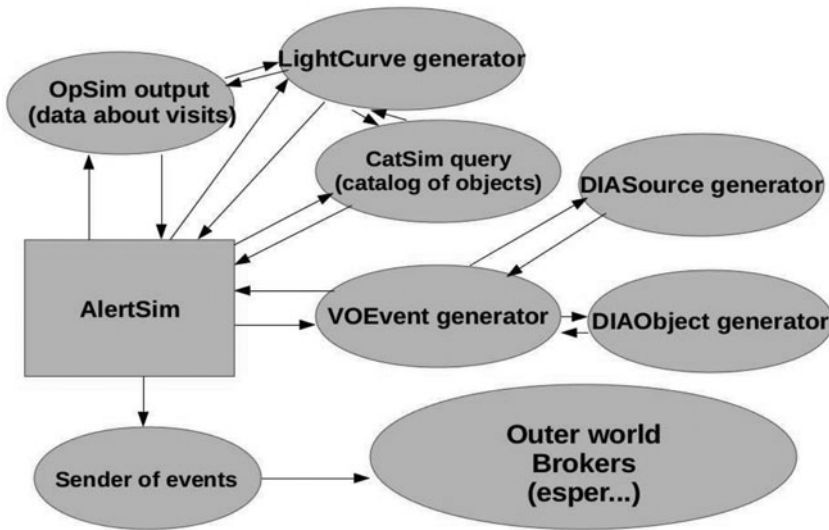 LightCurve generator
OpSim output
(data about visits)
CatSim query
(catalog of objects)
DIASource generator
AlertSim
VOEvent generator
DIAObject generator
Outer world
Brokers
(esper...)
Sender of events